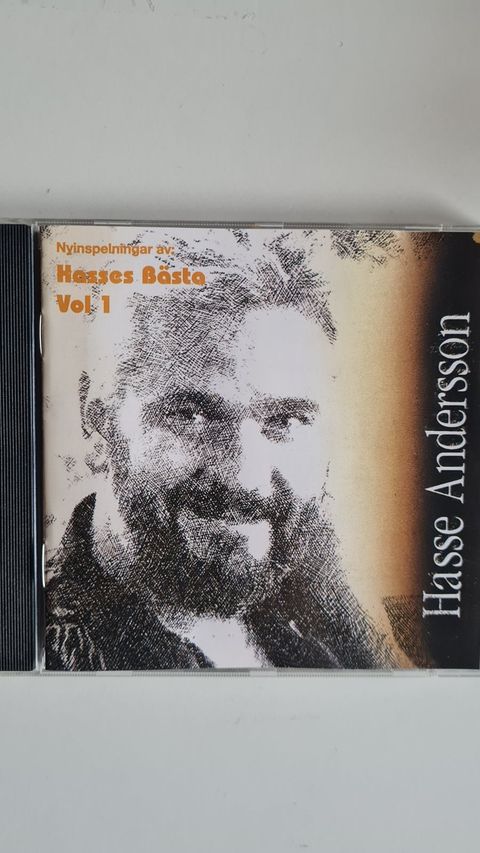 Nyinspelningar av:
Hasses Bästa
Vol 1
Hasse Andersson